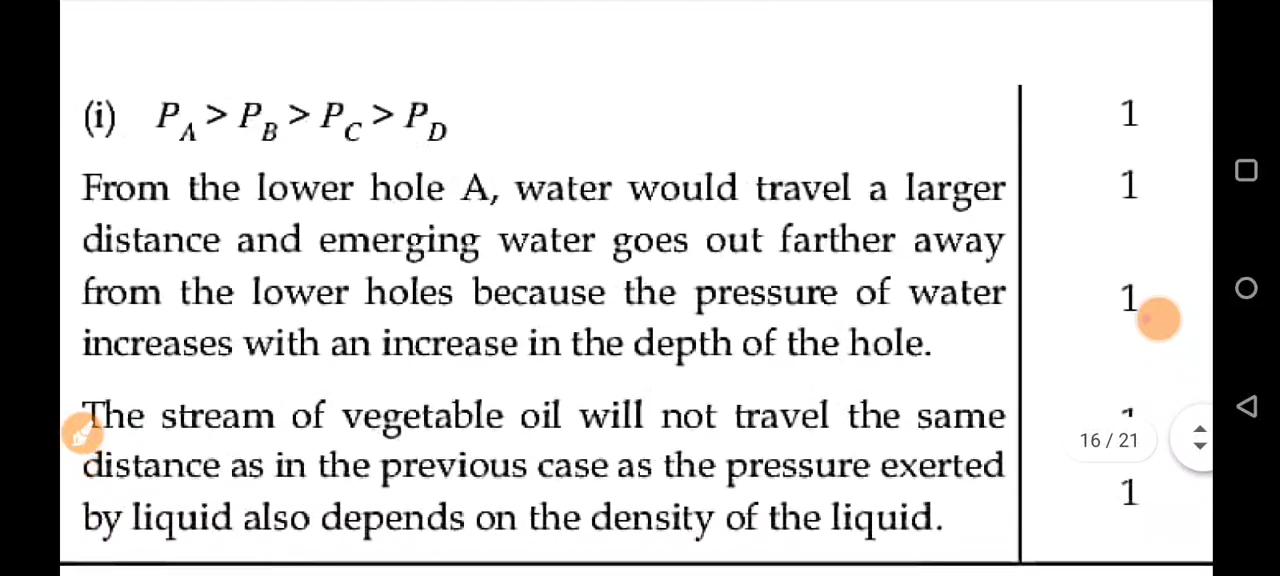 (i) P_A > P_B > P_C > P_D 1
From the lower hole A, water would travel a larger 1
distance and emerging water goes out farther away
from the lower holes because the pressure of water 1
increases with an increase in the depth of the hole.
The stream of vegetable oil will not travel the same
16 / 21
distance as in the previous case as the pressure exerted 1
by liquid also depends on the density of the liquid.